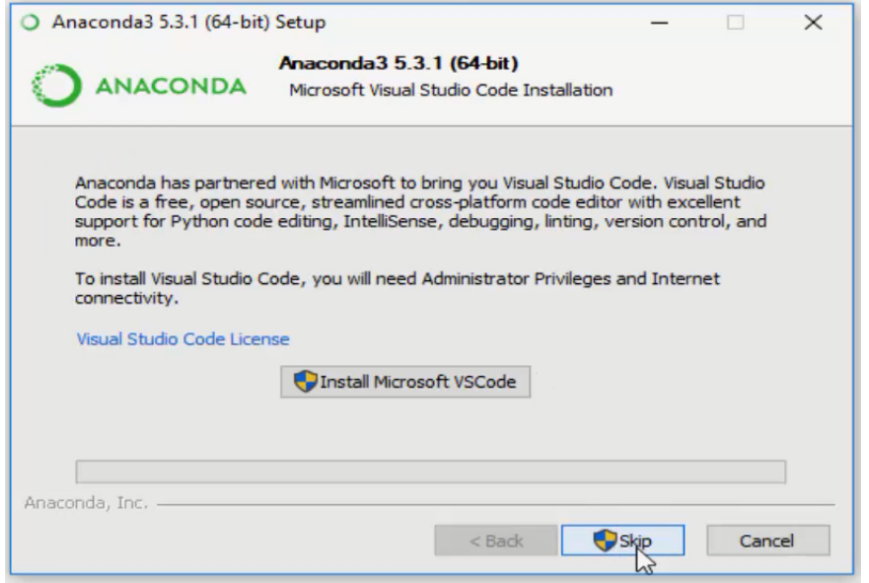 Anaconda3 5.3.1 (64-bit) Setup
ANACONDA
Anaconda3 5.3.1 (64-bit)
Microsoft Visual Studio Code Installation
Anaconda has partnered with Microsoft to bring you Visual Studio Code. Visual Studio
Code is a free, open source, streamlined cross-platform code editor with excellent
support for Python code editing, IntelliSense, debugging, linting, version control, and
more.
To install Visual Studio Code, you will need Administrator Privileges and Internet
connectivity.
Visual Studio Code License
Install Microsoft VSCode
Anaconda, Inc.
< Back
Skip
Cancel